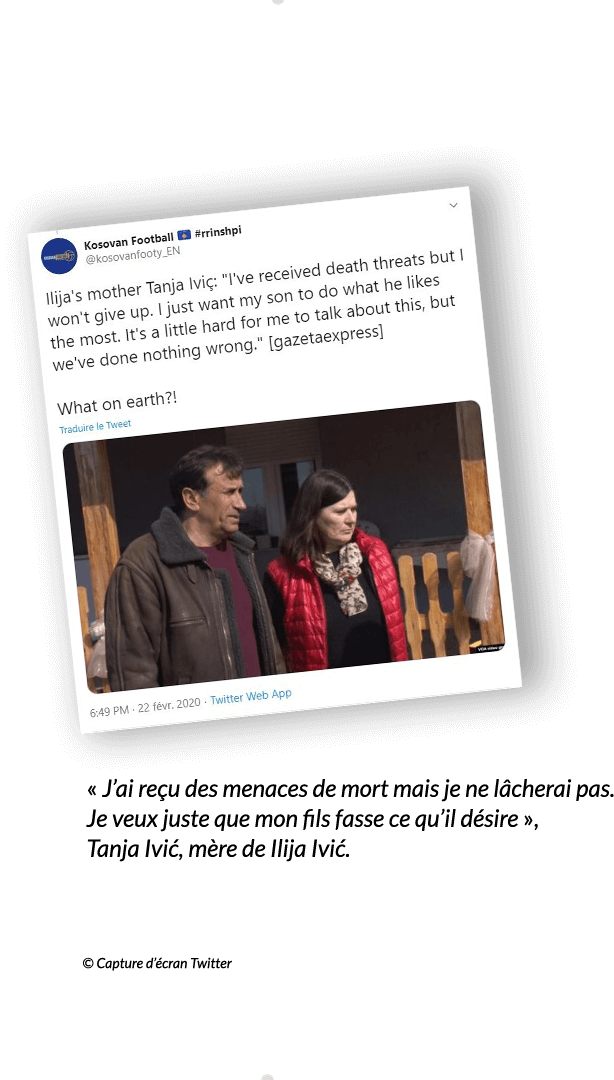 Kosovan Football 🇽🇰 #rrinshpi
@kosovanfooty_EN
Ilija's mother Tanja Iviç: "I've received death threats but I
won't give up. I just want my son to do what he likes
the most. It's a little hard for me to talk about this, but
we've done nothing wrong." [gazetaexpress]
What on earth?!
Traduire le Tweet
6:49 PM · 22 févr. 2020 · Twitter Web App
« J'ai reçu des menaces de mort mais je ne lâcherai pas.
Je veux juste que mon fils fasse ce qu'il désire »,
Tanja Ivić, mère de Ilija Ivić.
© Capture d'écran Twitter